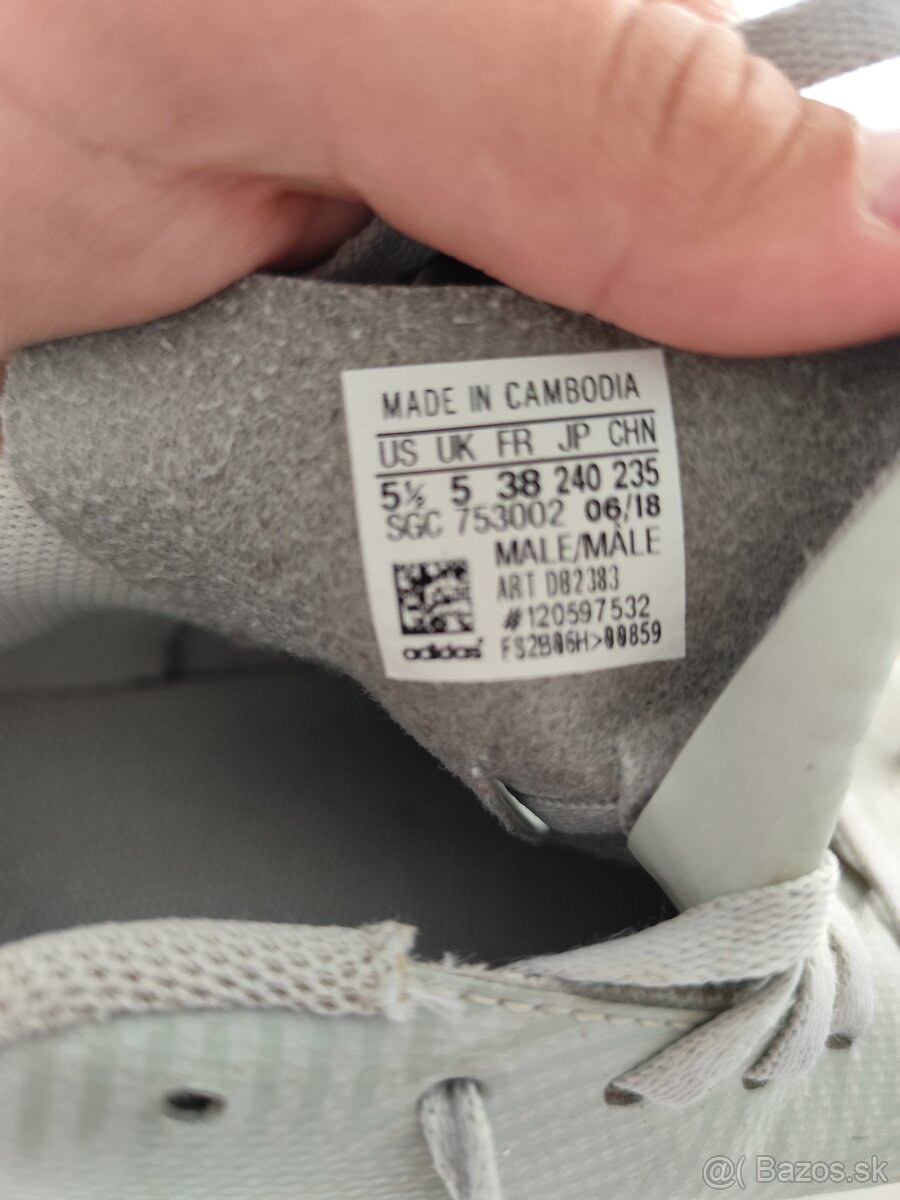 MADE IN CAMBODIA
US UK FR JP CHN
5½ 5 38 240 235
SGC 753002 06/18
MALE/MÂLE
ART DB2383
#120597532
adidas FS2B06H>00859
@( Bazos.sk